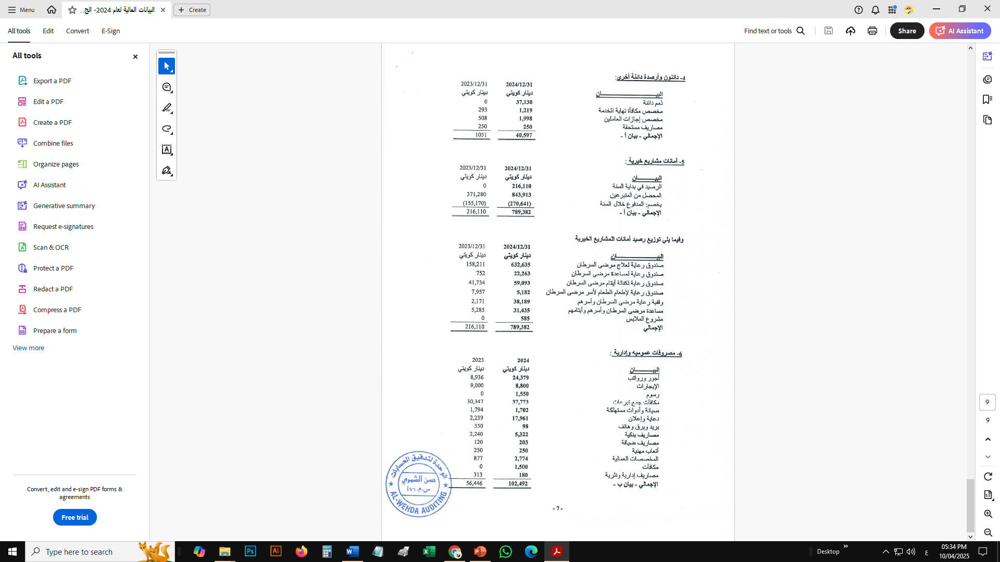 Menu
البيانات المالية لعام 2024- الج..
Create
All tools
Edit
Convert
E-Sign
Find text or tools
Share
AI Assistant
All tools
Export a PDF
Edit a PDF
Create a PDF
Combine files
Organize pages
AI Assistant
Generative summary
Request e-signatures
Scan & OCR
Protect a PDF
Redact a PDF
Compress a PDF
Prepare a form
View more
Convert, edit and e-sign PDF forms &
agreements
Free trial
4- دائنون وأرصدة دائنة أخرى:
2024/12/31 2023/12/31
البيـــــــان دينار كويتي دينار كويتي
ذمم دائنة 37,130 0
مخصص مكافأة نهاية الخدمة 1,219 293
مخصص إجازات العاملين 1,998 508
مصاريف مستحقة 250 250
الإجمالي - بيان أ - 40,597 1051
5- أمانات مشاريع خيرية :
2024/12/31 2023/12/31
البيـــــــان دينار كويتي دينار كويتي
الرصيد في بداية السنة 216,110 0
المحصل من المتبرعين 843,913 371,280
يخصم: المدفوع خلال السنة (270,641) (155,170)
الإجمالي - بيان أ - 789,382 216,110
وفيما يلي توزيع رصيد أمانات المشاريع الخيرية
2024/12/31 2023/12/31
البيـــــــان دينار كويتي دينار كويتي
صندوق رعاية لعلاج مرضى السرطان 632,635 158,211
صندوق رعاية لمساعدة مرضى السرطان 22,263 752
صندوق رعاية لكفالة أيتام مرضى السرطان 59,093 41,734
صندوق رعاية لإطعام الطعام لأسر مرضى السرطان 5,182 7,957
وقفية رعاية مرضى السرطان وأسرهم 38,189 2,171
مساعدة مرضى السرطان وأسرهم وأيتامهم 31,435 5,285
مشروع الملابس 585 0
الإجمالي 789,382 216,110
6- مصروفات عموميه وإدارية :
2024 2023
البيـــــــان دينار كويتي دينار كويتي
أجور ورواتب 24,379 8,936
الإيجارات 8,800 9,000
رسوم 1,550 0
مكافآت جمع تبرعات 37,773 30,347
صيانة وأدوات مستهلكة 1,702 1,794
دعاية وإعلان 17,961 2,239
بريد وبرق وهاتف 98 330
مصاريف بنكية 5,322 2,240
مصاريف ضيافة 203 120
أتعاب مهنية 250 250
المخصصات العمالية 2,774 877
مكافآت 1,500 0
مصاريف إدارية ونثرية 180 313
الإجمالي - بيان ب - 102,492 56,446
الوحدة لتدقيق الحسابات
حسن الشمري
AL-WEHDA AUDITING
- 7 -
9
9
Type here to search
Desktop
ع
05:34 PM
10/04/2025